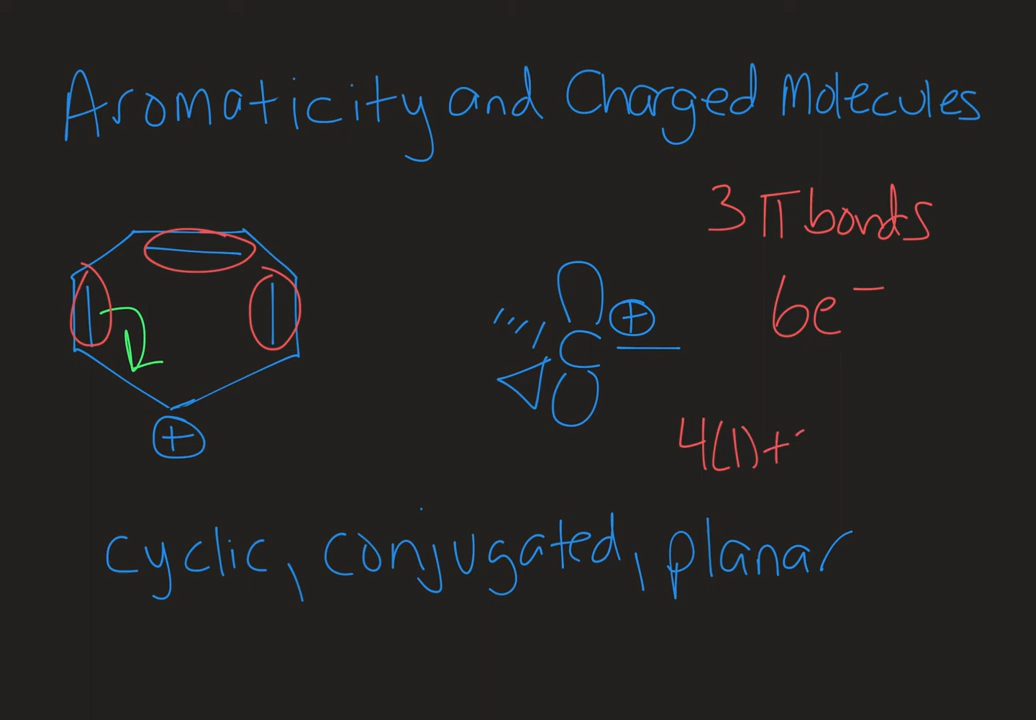 Aromaticity and Charged Molecules
3 π bonds
6e⁻
+
C
+
4(1)+
cyclic, conjugated, planar